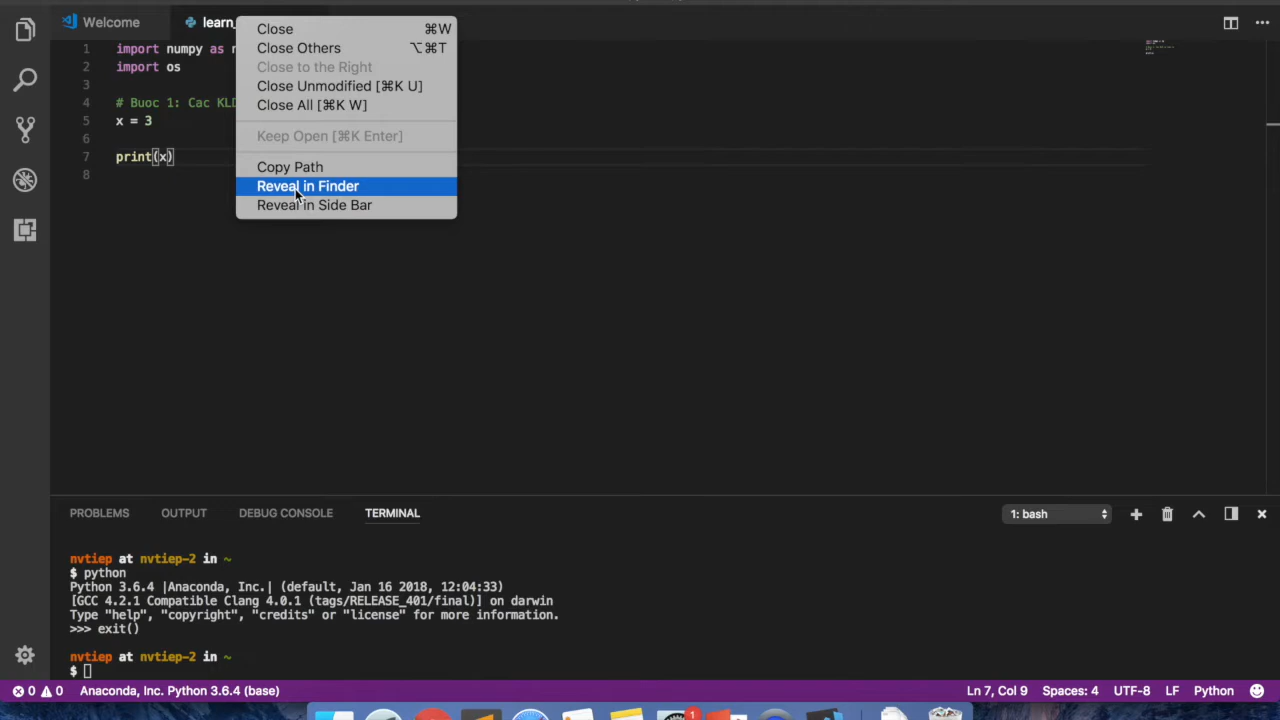 Welcome
learn_
Close ⌘W
Close Others ⌥⌘T
Close to the Right
Close Unmodified [⌘K U]
Close All [⌘K W]
Keep Open [⌘K Enter]
Copy Path
Reveal in Finder
Reveal in Side Bar
1 import numpy as n
2 import os
3
4 # Buoc 1: Cac KLD
5 x = 3
6
7 print(x)
8
PROBLEMS OUTPUT DEBUG CONSOLE TERMINAL 1: bash
nvtiep at nvtiep-2 in ~
$ python
Python 3.6.4 |Anaconda, Inc.| (default, Jan 16 2018, 12:04:33)
[GCC 4.2.1 Compatible Clang 4.0.1 (tags/RELEASE_401/final)] on darwin
Type "help", "copyright", "credits" or "license" for more information.
>>> exit()
nvtiep at nvtiep-2 in ~
$
0 0 Anaconda, Inc. Python 3.6.4 (base) Ln 7, Col 9 Spaces: 4 UTF-8 LF Python
1